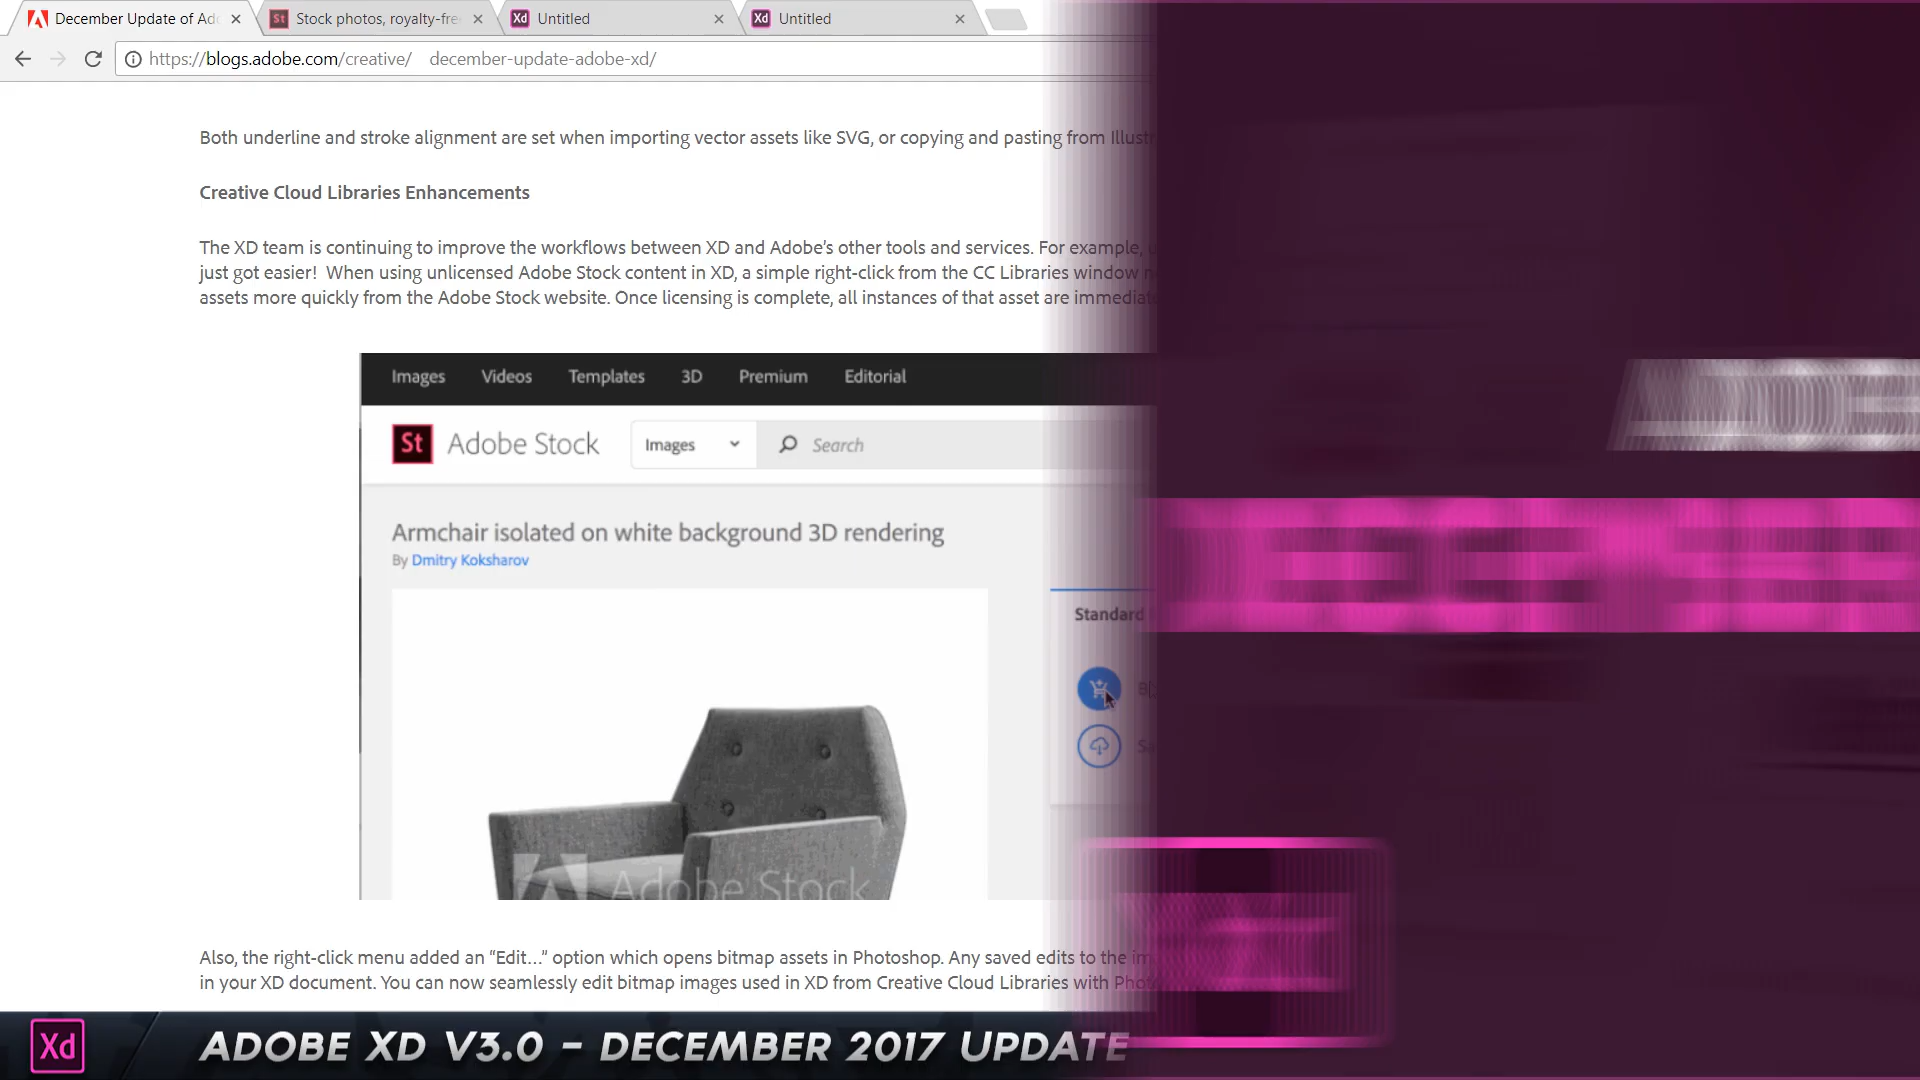 December Update of Ado
St Stock photos, royalty-free
Xd Untitled
Xd Untitled
https://blogs.adobe.com/creative/ december-update-adobe-xd/
Both underline and stroke alignment are set when importing vector assets like SVG, or copying and pasting from
Creative Cloud Libraries Enhancements
The XD team is continuing to improve the workflows between XD and Adobe’s other tools and services. For example,
just got easier! When using unlicensed Adobe Stock content in XD, a simple right-click from the CC Libraries window
assets more quickly from the Adobe Stock website. Once licensing is complete, all instances of that asset are
Images Videos Templates 3D Premium Editorial
St Adobe Stock Images Search
Armchair isolated on white background 3D rendering
By Dmitry Koksharov
Standard
Adobe Stock
Also, the right-click menu added an “Edit…” option which opens bitmap assets in Photoshop. Any saved edits to the
in your XD document. You can now seamlessly edit bitmap images used in XD from Creative Cloud Libraries with
Xd ADOBE XD V3.0 - DECEMBER 2017 UPDATE